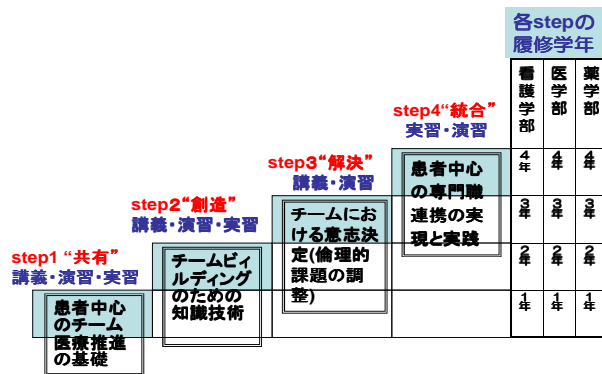 各stepの
履修学年
看護学部
医学部
薬学部
step4“統合”
実習・演習
患者中心
の専門職
連携の実
現と実践
4年
4年
4年
step3“解決”
講義・演習
チームにお
ける意志決
定(倫理的
課題の調
整)
3年
3年
3年
step2“創造”
講義・演習・実習
チームビィ
ルディング
のための
知識技術
2年
2年
2年
step1 “共有”
講義・演習・実習
患者中心
のチーム
医療推進
の基礎
1年
1年
1年